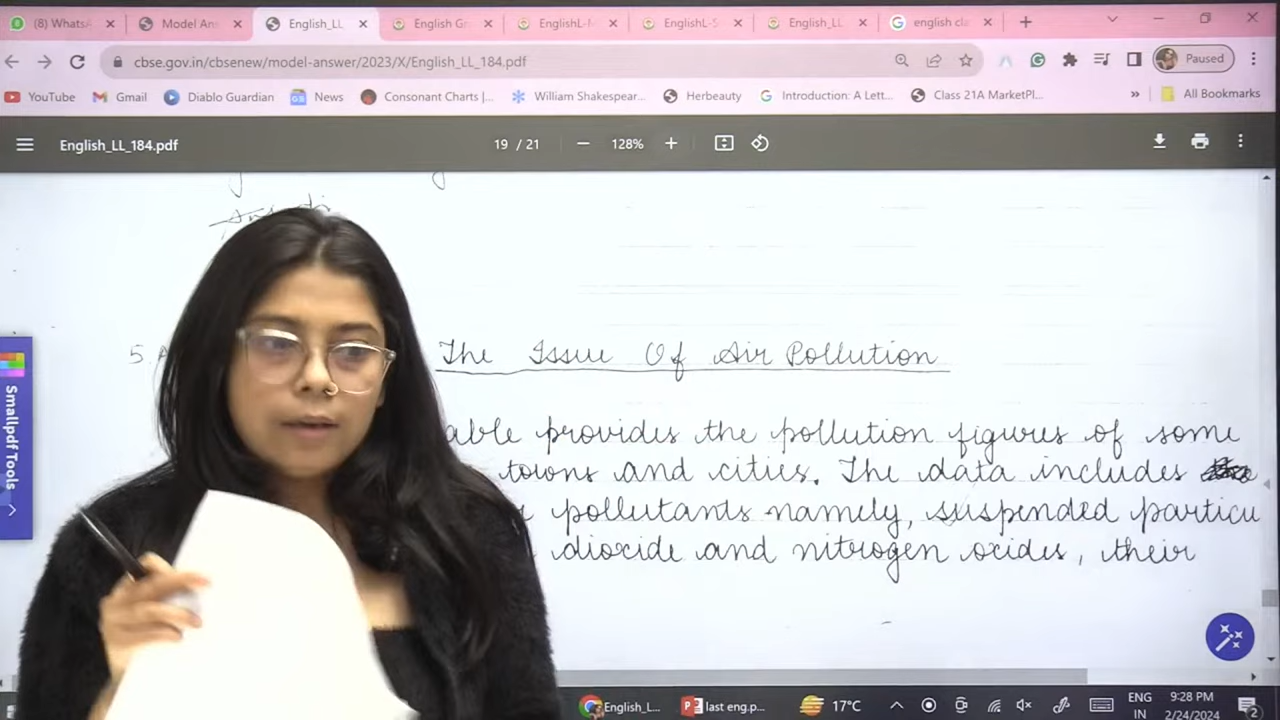 (8) WhatsA
Model Ans
English_LL
English Gr
EnglishL-
EnglishL-S
English_LL
english cla
cbse.gov.in/cbsenew/model-answer/2023/X/English_LL_184.pdf
Paused
YouTube
Gmail
Diablo Guardian
News
Consonant Charts |...
William Shakespear...
Herbeauty
Introduction: A Lett...
Class 21A MarketPl...
»
All Bookmarks
English_LL_184.pdf
19 / 21
128%
5.
The Issue Of Air Pollution
able provides the pollution figures of some
towns and cities. The data includes
pollutants namely, suspended particu
dioxide and nitrogen oxides, their
Smallpdf Tools
English_L...
last eng.p...
17°C
ENG
IN
9:28 PM
2/24/2024
2